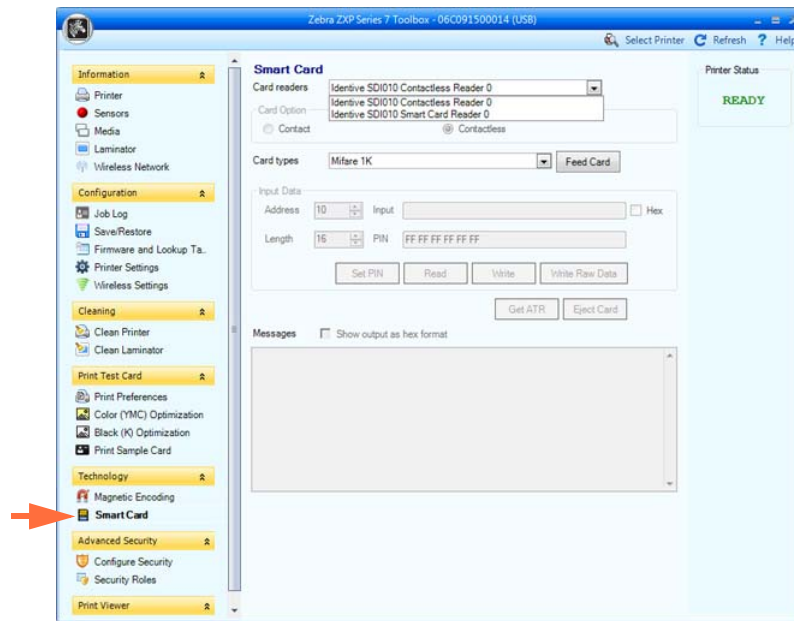 Zebra ZXP Series 7 Toolbox - 06C091500014 (USB)
Select Printer Refresh ? Help
Information
Printer
Sensors
Media
Laminator
Wireless Network
Configuration
Job Log
Save/Restore
Firmware and Lookup Ta..
Printer Settings
Wireless Settings
Cleaning
Clean Printer
Clean Laminator
Print Test Card
Print Preferences
Color (YMC) Optimization
Black (K) Optimization
Print Sample Card
Technology
Magnetic Encoding
Smart Card
Advanced Security
Configure Security
Security Roles
Print Viewer
Smart Card
Card readers Identive SDI010 Contactless Reader 0
Identive SDI010 Contactless Reader 0
Identive SDI010 Smart Card Reader 0
Card Option
Contact Contactless
Card types Mifare 1K Feed Card
Input Data
Address 10 Input Hex
Length 16 PIN FF FF FF FF FF FF
Set PIN Read Write Write Raw Data
Get ATR Eject Card
Messages Show output as hex format
Printer Status
READY